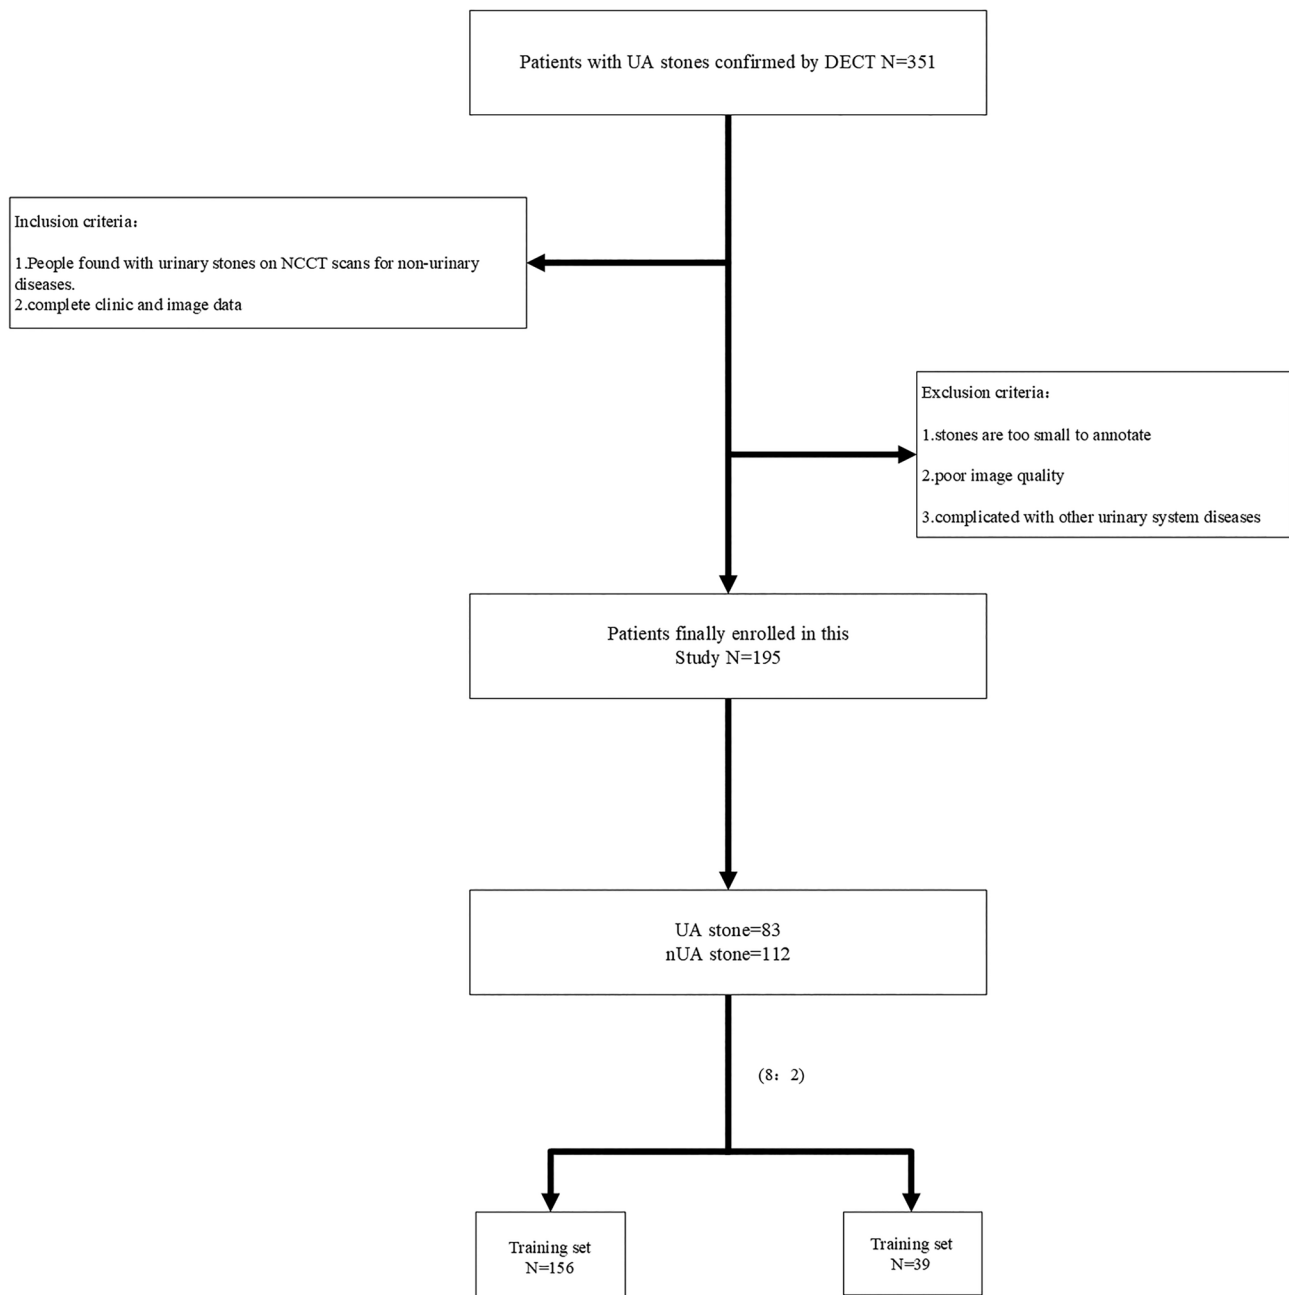 Patients with UA stones confirmed by DECT N=351
Inclusion criteria：
1.People found with urinary stones on NCCT scans for non-urinary
diseases.
2.complete clinic and image data
Exclusion criteria：
1.stones are too small to annotate
2.poor image quality
3.complicated with other urinary system diseases
Patients finally enrolled in this
Study N=195
UA stone=83
nUA stone=112
(8：2)
Training set
N=156
Training set
N=39